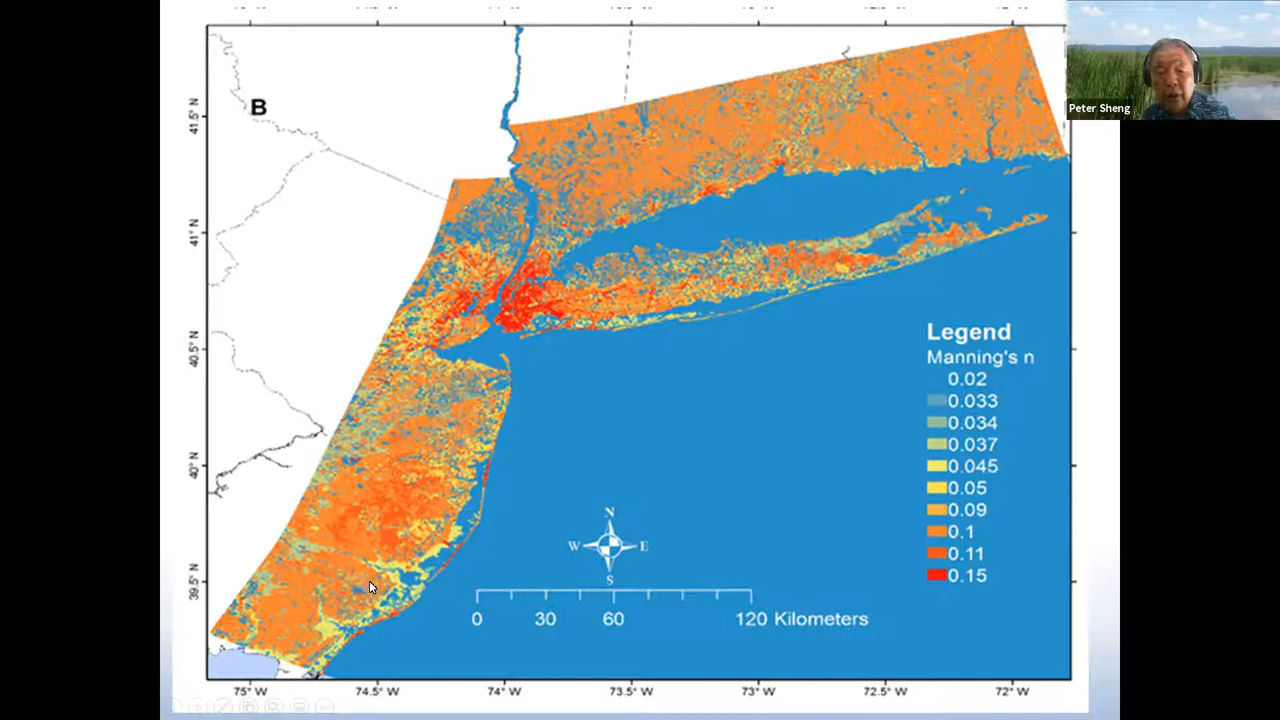 74° W
72° W
Peter Sheng
B
41.5° N
41° N
40.5° N
40° N
39.5° N
Legend
Manning's n
0.02
0.033
0.034
0.037
0.045
0.05
0.09
0.1
0.11
0.15
N
W E
S
0 30 60 120 Kilometers
75° W 74.5° W 74° W 73.5° W 73° W 72.5° W 72° W